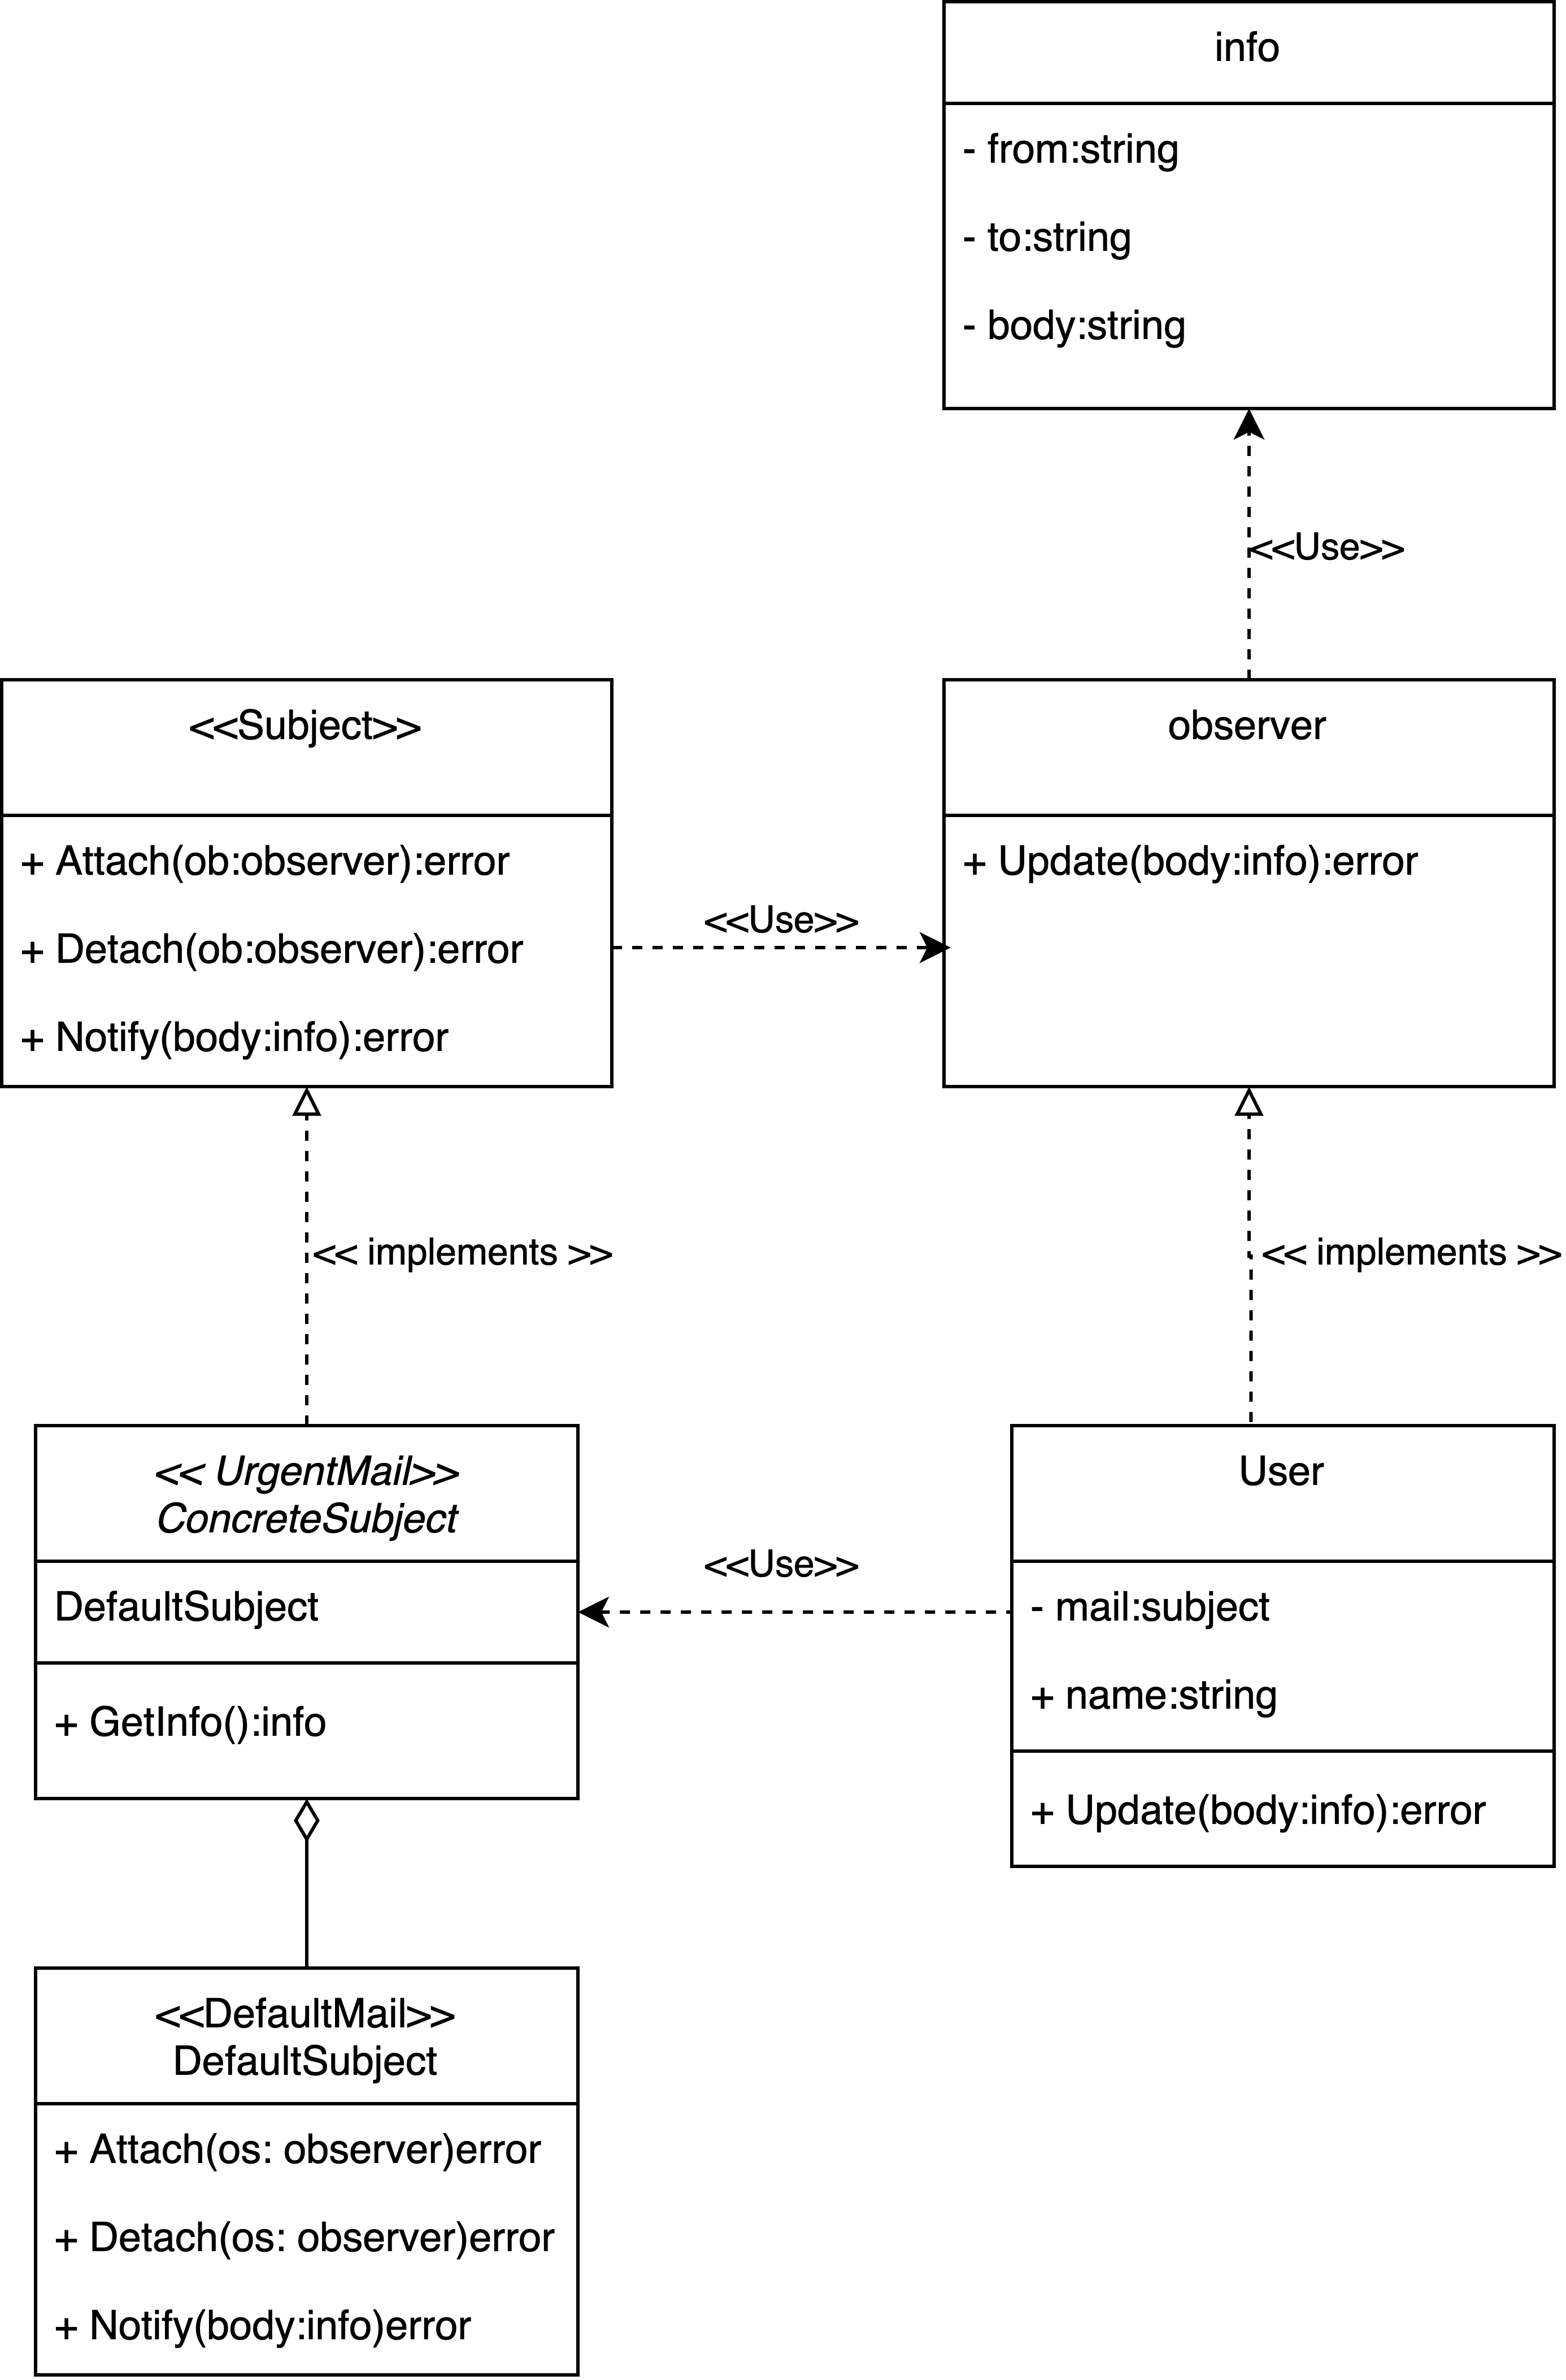 info
- from:string
- to:string
- body:string
<<Use>>
<<Subject>>
+ Attach(ob:observer):error
+ Detach(ob:observer):error
+ Notify(body:info):error
<<Use>>
observer
+ Update(body:info):error
<< implements >>
<< implements >>
<< UrgentMail>>
ConcreteSubject
DefaultSubject
+ GetInfo():info
<<Use>>
User
- mail:subject
+ name:string
+ Update(body:info):error
<<DefaultMail>>
DefaultSubject
+ Attach(os: observer)error
+ Detach(os: observer)error
+ Notify(body:info)error